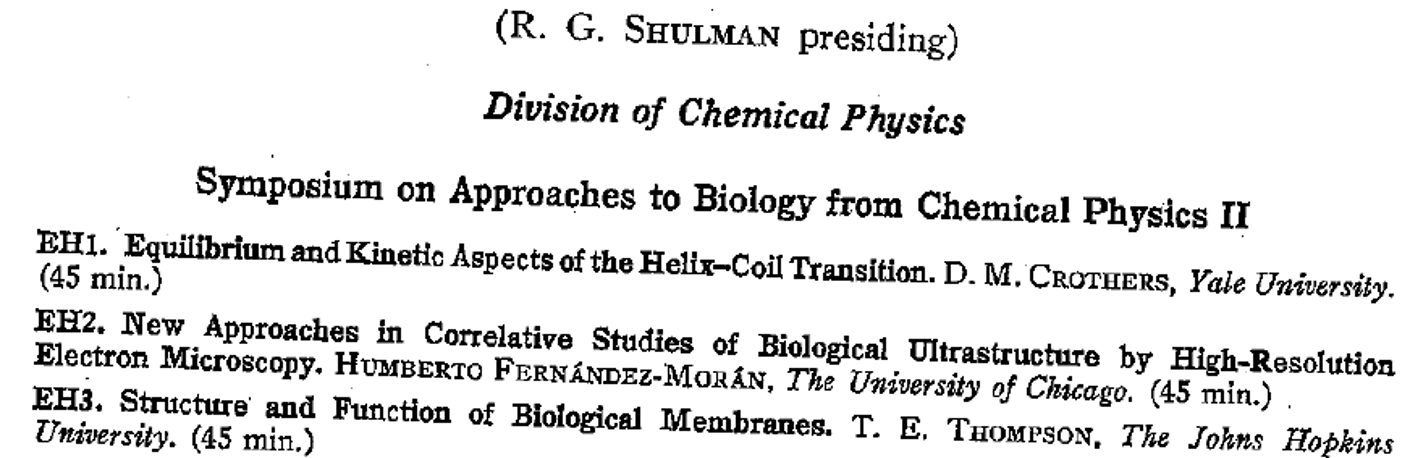 (R. G. SHULMAN presiding)
Division of Chemical Physics
Symposium on Approaches to Biology from Chemical Physics II
EH1. Equilibrium and Kinetic Aspects of the Helix–Coil Transition. D. M. CROTHERS, Yale University.
(45 min.)
EH2. New Approaches in Correlative Studies of Biological Ultrastructure by High-Resolution
Electron Microscopy. HUMBERTO FERNÁNDEZ-MORÁN, The University of Chicago. (45 min.)
EH3. Structure and Function of Biological Membranes. T. E. THOMPSON, The Johns Hopkins
University. (45 min.)